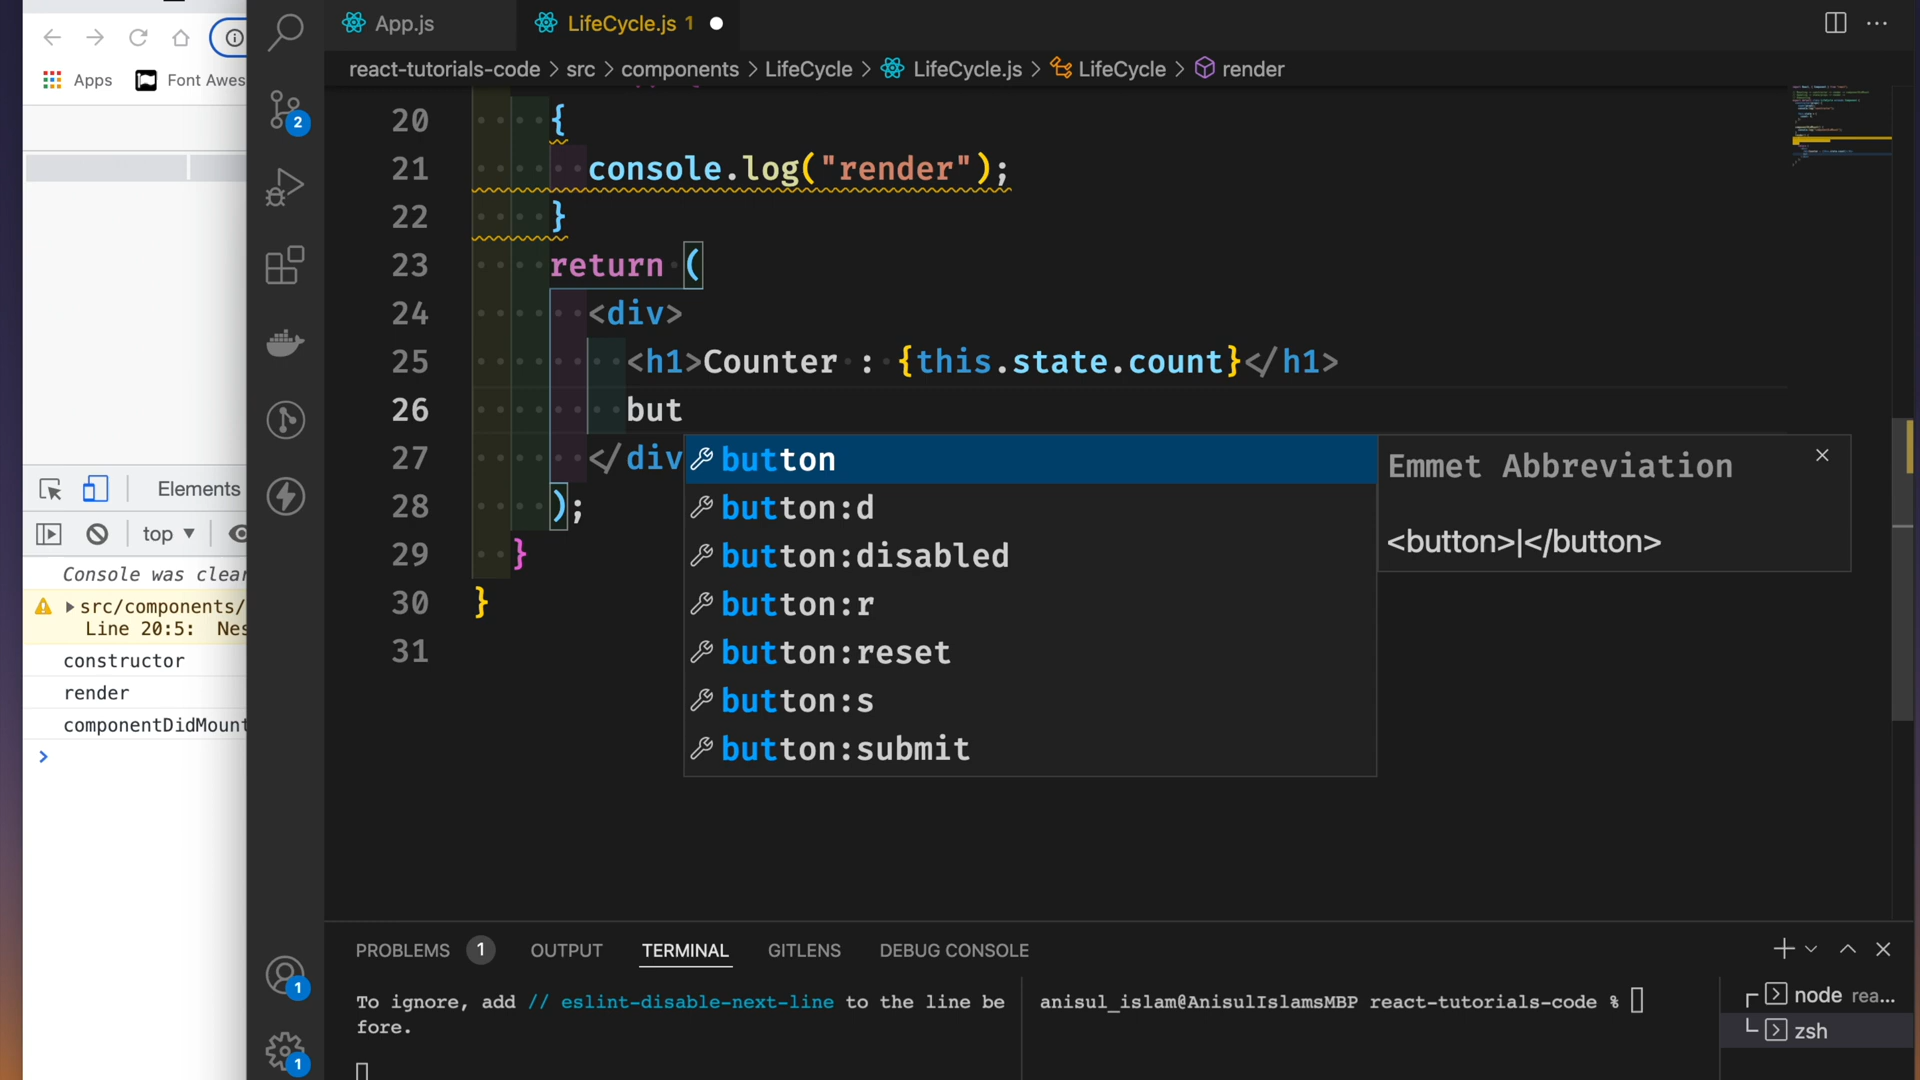 Apps
Font Awes
Elements
top ▼
Console was clear
src/components/
Line 20:5: Nes
constructor
render
componentDidMount
>
2
1
1
App.js
LifeCycle.js 1
react-tutorials-code > src > components > LifeCycle > LifeCycle.js > LifeCycle > render
20 {
21 console.log("render");
22 }
23 return (
24 <div>
25 <h1>Counter : {this.state.count}</h1>
26 but
27 </div
28 );
29 }
30 }
31
button
button:d
button:disabled
button:r
button:reset
button:s
button:submit
Emmet Abbreviation
<button>|</button>
PROBLEMS 1 OUTPUT TERMINAL GITLENS DEBUG CONSOLE
To ignore, add // eslint-disable-next-line to the line be
fore.
anisul_islam@AnisulIslamsMBP react-tutorials-code %
node rea...
zsh